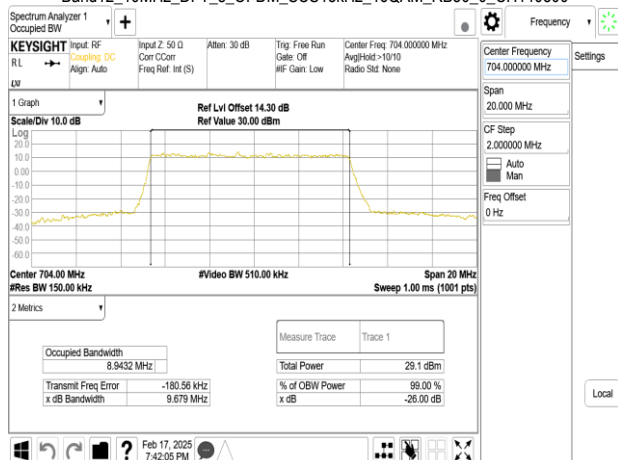 Spectrum Analyzer 1
Occupied BW
+
Frequency
KEYSIGHT
RL
LXI
Input: RF
Coupling: DC
Align: Auto
Input Z: 50 Ω
Corr CCorr
Freq Ref: Int (S)
Atten: 30 dB
Trig: Free Run
Gate: Off
#IF Gain: Low
Center Freq: 704.000000 MHz
Avg|Hold:>10/10
Radio Std: None
Center Frequency
704.000000 MHz
Settings
Span
20.000 MHz
CF Step
2.000000 MHz
Auto
Man
Freq Offset
0 Hz
Local
1 Graph
Scale/Div 10.0 dB
Ref Lvl Offset 14.30 dB
Ref Value 30.00 dBm
Log
20.0
10.0
0.00
-10.0
-20.0
-30.0
-40.0
-50.0
-60.0
Center 704.00 MHz
#Res BW 150.00 kHz
#Video BW 510.00 kHz
Span 20 MHz
Sweep 1.00 ms (1001 pts)
2 Metrics
Measure Trace
Trace 1
Occupied Bandwidth
8.9432 MHz
Total Power
29.1 dBm
Transmit Freq Error
-180.56 kHz
% of OBW Power
99.00 %
x dB Bandwidth
9.679 MHz
x dB
-26.00 dB
?
Feb 17, 2025
7:42:05 PM